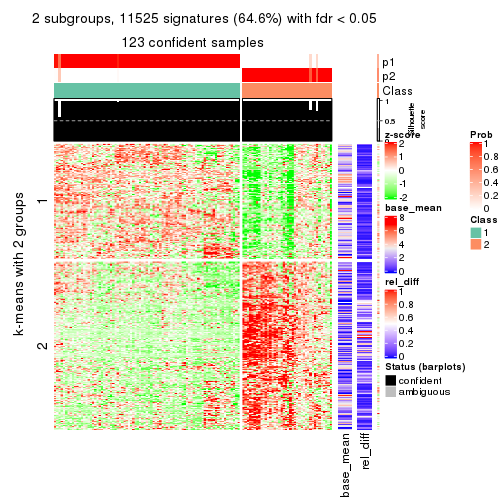 2 subgroups, 11525 signatures (64.6%) with fdr < 0.05
123 confident samples
p1
p2
Class
1
0.5
0
Silhouette
score
k-means with 2 groups
1
2
z-score
2
1
0
-1
-2
base_mean
8
6
4
2
0
rel_diff
1
0.8
0.6
0.4
0.2
0
Status (barplots)
confident
ambiguous
Prob
1
0.8
0.6
0.4
0.2
0
Class
1
2
base_mean
rel_diff